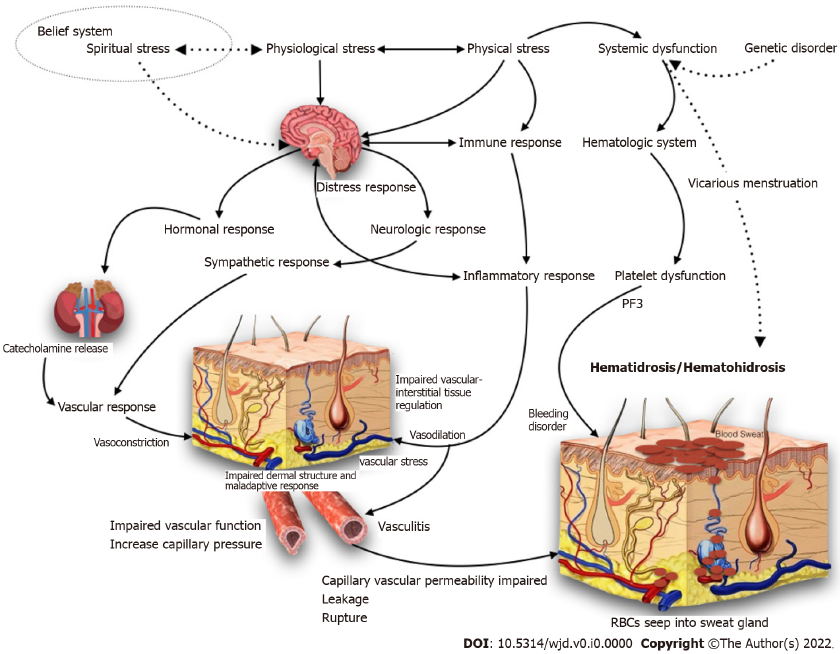 Belief system
Spiritual stress
Physiological stress
Physical stress
Systemic dysfunction
Genetic disorder
Immune response
Hematologic system
Distress response
Vicarious menstruation
Hormonal response
Neurologic response
Sympathetic response
Inflammatory response
Platelet dysfunction
PF3
Catecholamine release
Hematidrosis/Hematohidrosis
Impaired vascular-
interstitial tissue
regulation
Vascular response
Bleeding
disorder
Vasoconstriction
Vasodilation
Blood Sweat
Vascular stress
Impaired dermal structure and
maladaptive response
Impaired vascular function
Increase capillary pressure
Vasculitis
Capillary vascular permeability impaired
Leakage
Rupture
RBCs seep into sweat gland
DOI: 10.5314/wjd.v0.i0.0000 Copyright ©The Author(s) 2022.